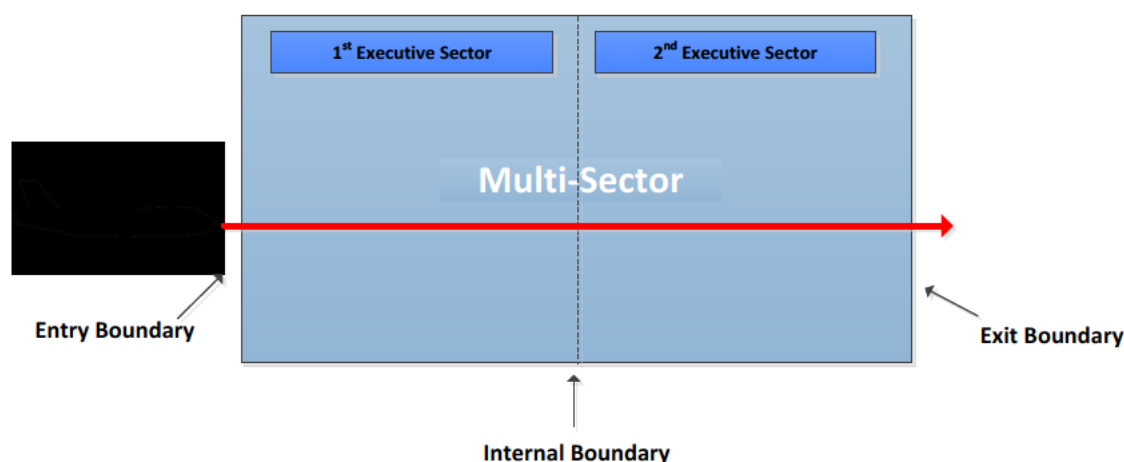 1st Executive Sector
2nd Executive Sector
Multi-Sector
Entry Boundary
Exit Boundary
Internal Boundary